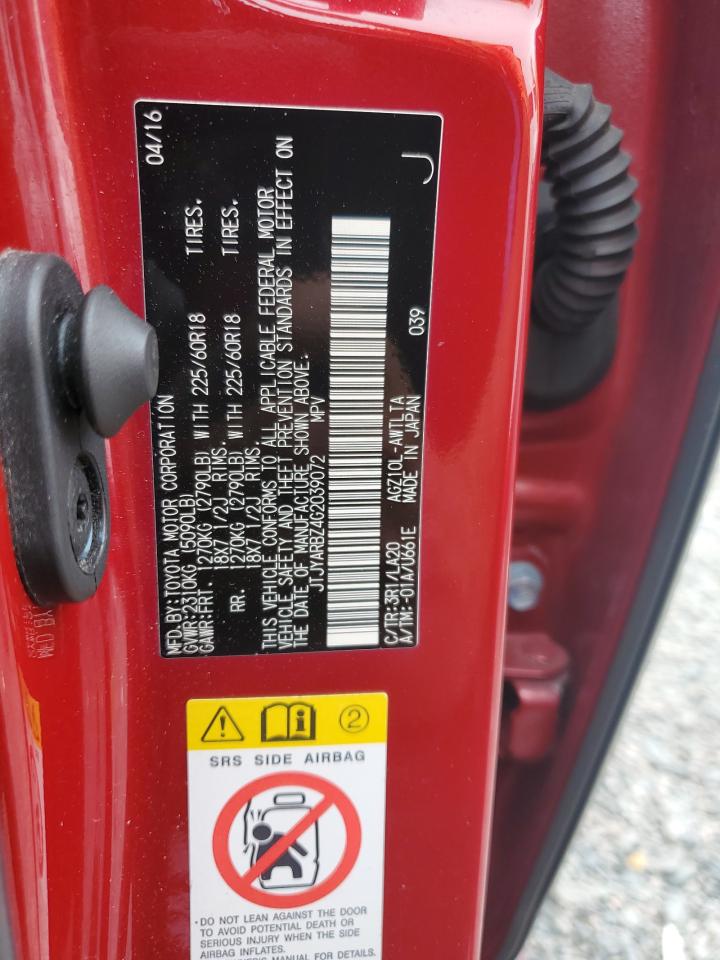 MFD.BY:TOYOTA MOTOR CORPORATION 04/16
GVWR:2310KG (5090LB)
GAWR:FRT. 1270KG (2790LB) WITH 225/60R18 TIRES.
18X7 1/2J RIMS.
RR. 1270KG (2790LB) WITH 225/60R18 TIRES.
18X7 1/2J RIMS.
THIS VEHICLE CONFORMS TO ALL APPLICABLE FEDERAL MOTOR
VEHICLE SAFETY AND THEFT PREVENTION STANDARDS IN EFFECT ON
THE DATE OF MANUFACTURE SHOWN ABOVE.
JTJYARBZ4G2039072 MPV
C/TR:3R1/LA20 AGZ10L-AWTLTA 039
A/TM:-01A/U661E MADE IN JAPAN J
2
SRS SIDE AIRBAG
·DO NOT LEAN AGAINST THE DOOR
TO AVOID POTENTIAL DEATH OR
SERIOUS INJURY WHEN THE SIDE
AIRBAG INFLATES.
MANUAL FOR DETAILS.